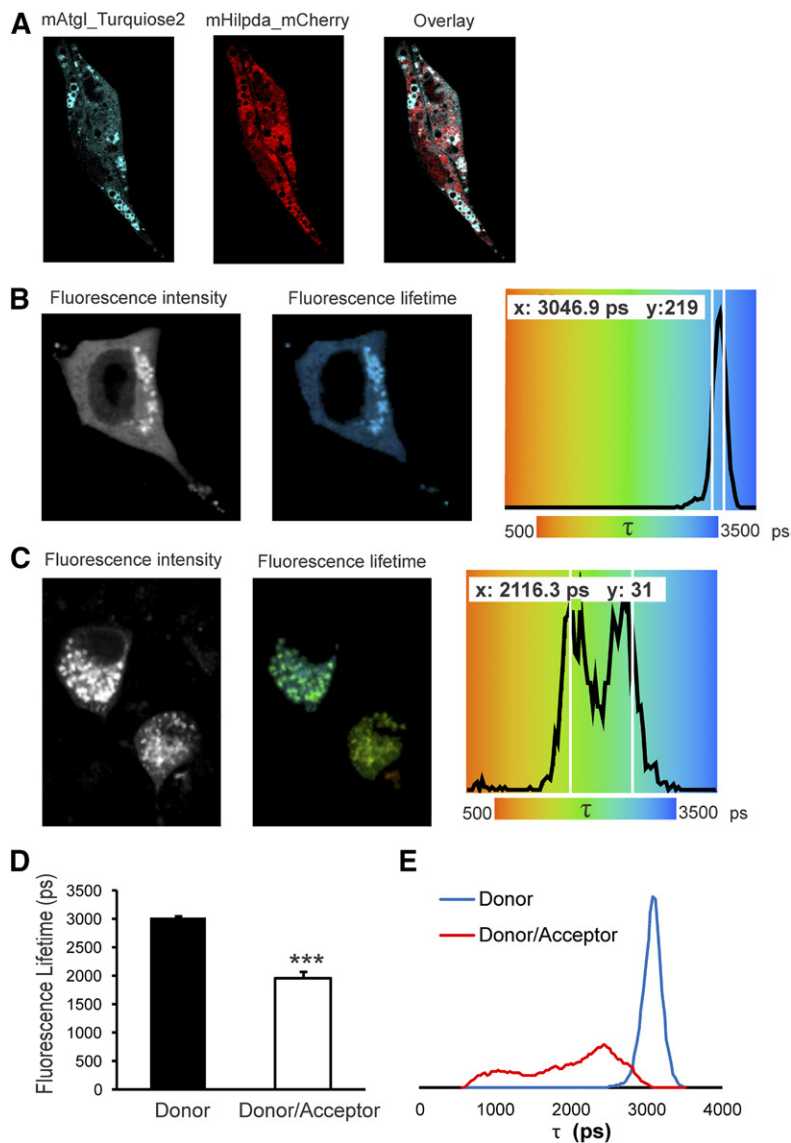 A
mAtgl_Turquiose2 mHilpda_mCherry Overlay
B
Fluorescence intensity Fluorescence lifetime
x: 3046.9 ps y:219
500 τ 3500 ps
C
Fluorescence intensity Fluorescence lifetime
x: 2116.3 ps y: 31
500 τ 3500 ps
D
Fluorescence Lifetime (ps)
3500
3000
2500
2000
1500
1000
500
0
***
Donor Donor/Acceptor
E
Donor
Donor/Acceptor
0 1000 2000 3000 4000
τ (ps)